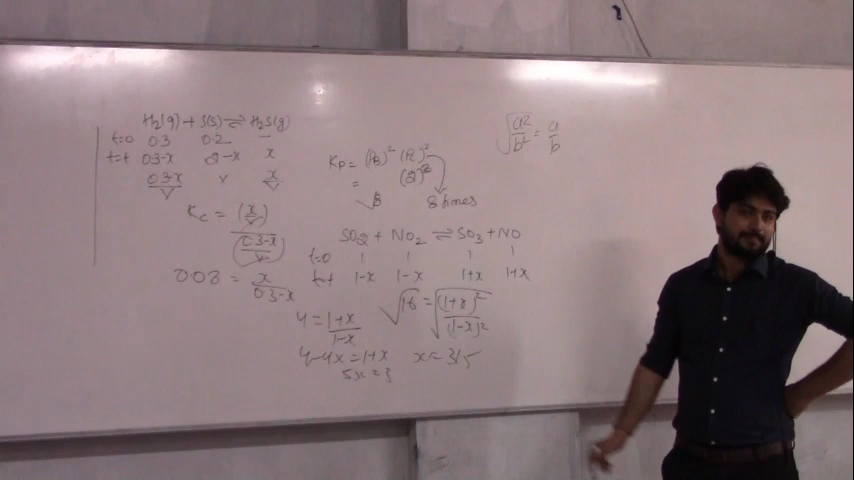 H₂(g) + S(s) ⇌ H₂S(g)
t=0 0.3 0.2 –
t=t 0.3-x 2-x x
0.3-x/V v x/V
Kc = (x/V)/(0.3-x/V)
0.08 = x/0.3-x
Kp = (PB)² (Pc)²
= (2)²
8 8 times
√a²/b² = a/b
SO2 + NO₂ ⇌ SO₃ + NO
t=0 1 1 1 1
t=t 1-x 1-x 1+x 1+x
√16 = √(1+x)²/(1-x)²
4 = 1+x/1-x
4-4x = 1+x x = 3/5
5x = 3